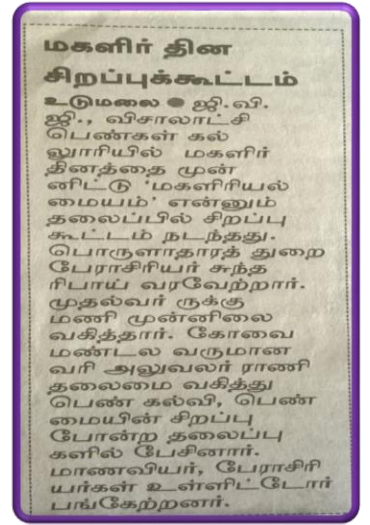 மகளிர் தின
சிறப்புக்கூட்டம்
உடுமலை ● ஜி.வி.
ஜி., விசாலாட்சி
பெண்கள் கல்
லூரியில் மகளிர்
தினத்தை முன்
னிட்டு 'மகளிரியல்
மையம்' என்னும்
தலைப்பில் சிறப்பு
கூட்டம் நடந்தது.
பொருளாதாரத் துறை
பேராசிரியர் சுந்த
ரிபாய் வரவேற்றார்.
முதல்வர் ருக்கு
மணி முன்னிலை
வகித்தார். கோவை
மண்டல வருமான
வரி அலுவலர் ராணி
தலைமை வகித்து
பெண் கல்வி, பெண்
மையின் சிறப்பு
போன்ற தலைப்பு
களில் பேசினார்.
மாணவியர், பேராசிரி
யர்கள் உள்ளிட்டோர்
பங்கேற்றனர்.